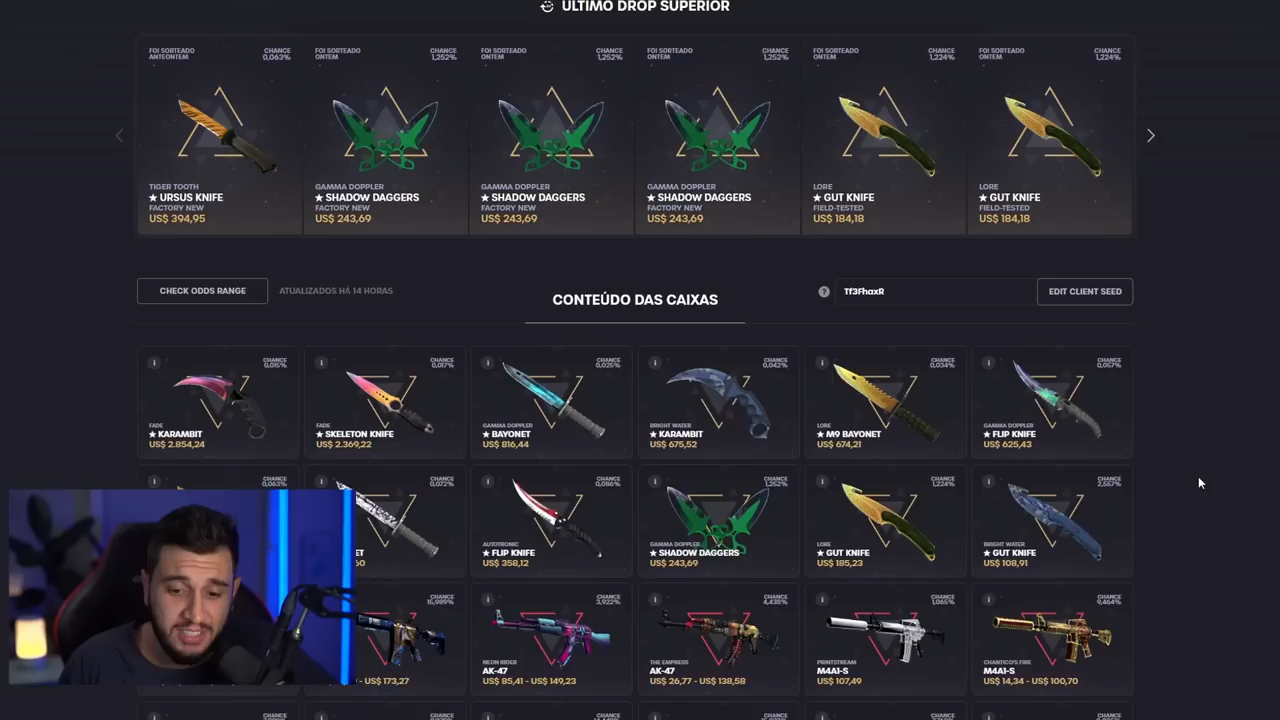 ULTIMO DROP SUPERIOR
FOI SORTEADO
ANTEONTEM
CHANCE
0,063%
TIGER TOOTH
★ URSUS KNIFE
FACTORY NEW
US$ 394,95
FOI SORTEADO
ONTEM
CHANCE
1,252%
GAMMA DOPPLER
★ SHADOW DAGGERS
FACTORY NEW
US$ 243,69
FOI SORTEADO
ONTEM
CHANCE
1,252%
GAMMA DOPPLER
★ SHADOW DAGGERS
FACTORY NEW
US$ 243,69
FOI SORTEADO
ONTEM
CHANCE
1,252%
GAMMA DOPPLER
★ SHADOW DAGGERS
FACTORY NEW
US$ 243,69
FOI SORTEADO
ONTEM
CHANCE
1,224%
LORE
★ GUT KNIFE
FIELD-TESTED
US$ 184,18
FOI SORTEADO
ONTEM
CHANCE
1,224%
LORE
★ GUT KNIFE
FIELD-TESTED
US$ 184,18
CHECK ODDS RANGE
ATUALIZADOS HÁ 14 HORAS
CONTEÚDO DAS CAIXAS
Tf3FhaxR
EDIT CLIENT SEED
CHANCE
0,015%
FADE
★ KARAMBIT
US$ 2.854,24
CHANCE
0,017%
FADE
★ SKELETON KNIFE
US$ 2.369,22
CHANCE
0,025%
GAMMA DOPPLER
★ BAYONET
US$ 816,44
CHANCE
0,042%
BRIGHT WATER
★ KARAMBIT
US$ 675,52
CHANCE
0,034%
LORE
★ M9 BAYONET
US$ 674,21
CHANCE
0,057%
GAMMA DOPPLER
★ FLIP KNIFE
US$ 625,43
CHANCE
0,063%
CHANCE
0,072%
ET
60
CHANCE
0,086%
AUTOTRONIC
★ FLIP KNIFE
US$ 358,12
CHANCE
1,252%
GAMMA DOPPLER
★ SHADOW DAGGERS
US$ 243,69
CHANCE
1,224%
LORE
★ GUT KNIFE
US$ 185,23
CHANCE
2,557%
BRIGHT WATER
★ GUT KNIFE
US$ 108,91
CHANCE
15,989%
- US$ 173,27
CHANCE
3,922%
NEON RIDER
AK-47
US$ 85,41 - US$ 149,23
CHANCE
4,438%
THE EMPRESS
AK-47
US$ 26,77 - US$ 138,58
CHANCE
1,065%
PRINTSTREAM
M4A1-S
US$ 107,49
CHANCE
9,464%
CHANTICO'S FIRE
M4A1-S
US$ 14,34 - US$ 100,70